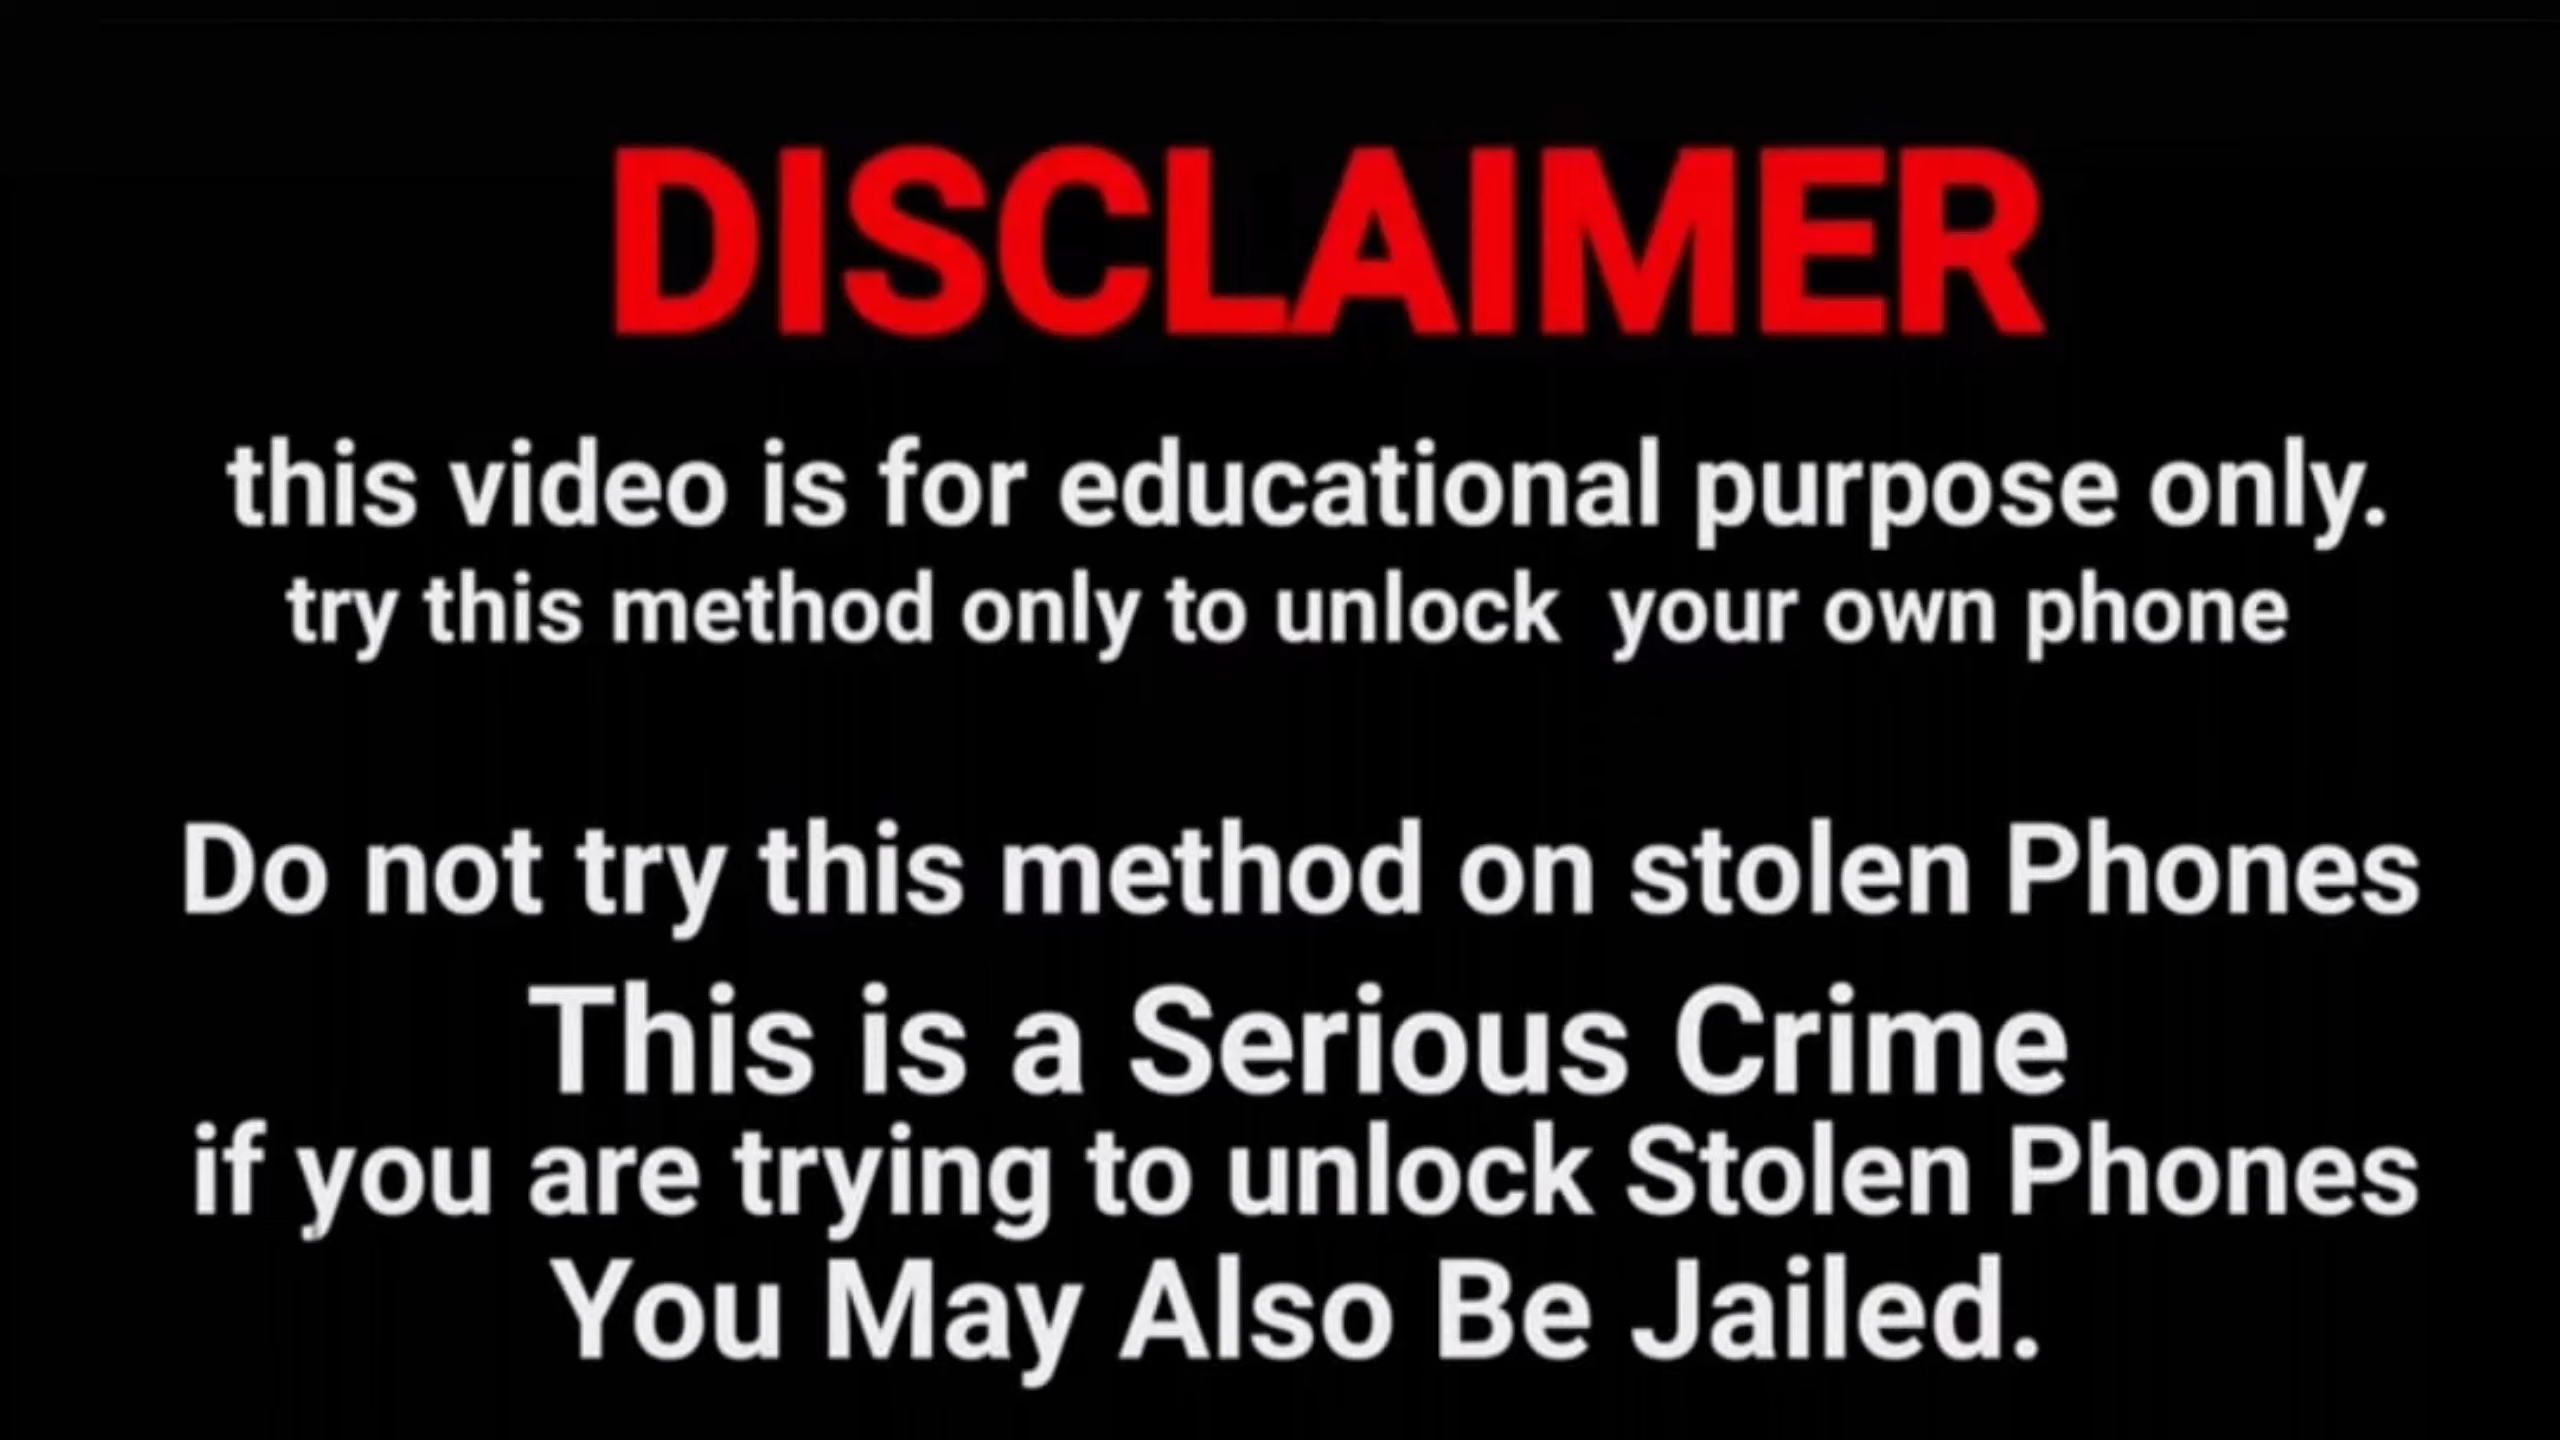 DISCLAIMER
this video is for educational purpose only.
try this method only to unlock your own phone
Do not try this method on stolen Phones
This is a Serious Crime
if you are trying to unlock Stolen Phones
You May Also Be Jailed.